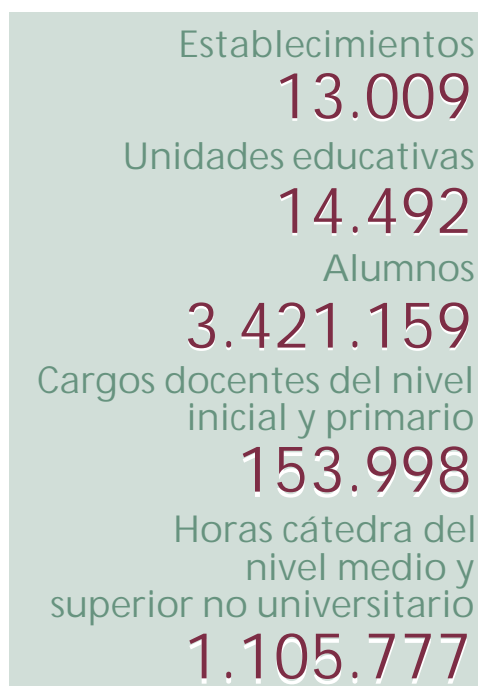 Establecimientos
13.009
Unidades educativas
14.492
Alumnos
3.421.159
Cargos docentes del nivel
inicial y primario
153.998
Horas cátedra del
nivel medio y
superior no universitario
1.105.777